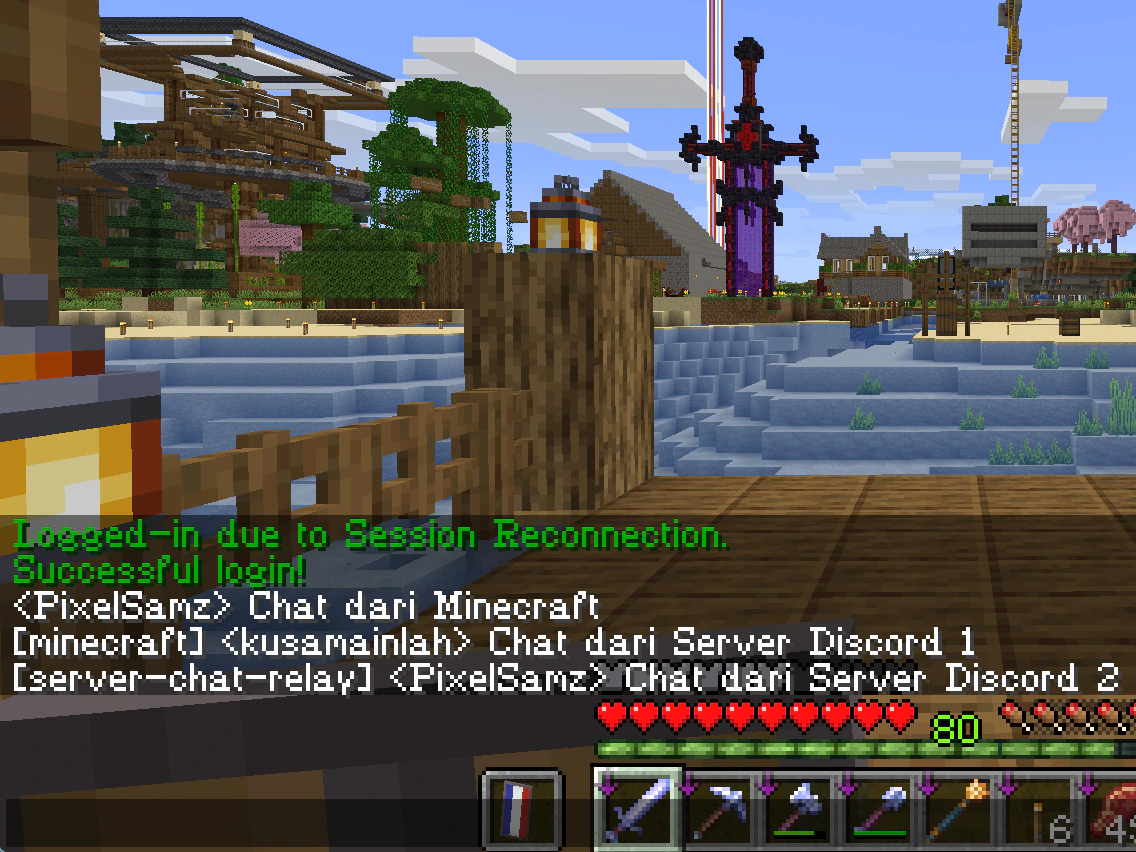 Logged-in due to Session Reconnection.
Successful login!
<PixelSamz> Chat dari Minecraft
[minecraft] <kusamainlah> Chat dari Server Discord 1
[server-chat-relay] <PixelSamz> Chat dari Server Discord 2
80
6